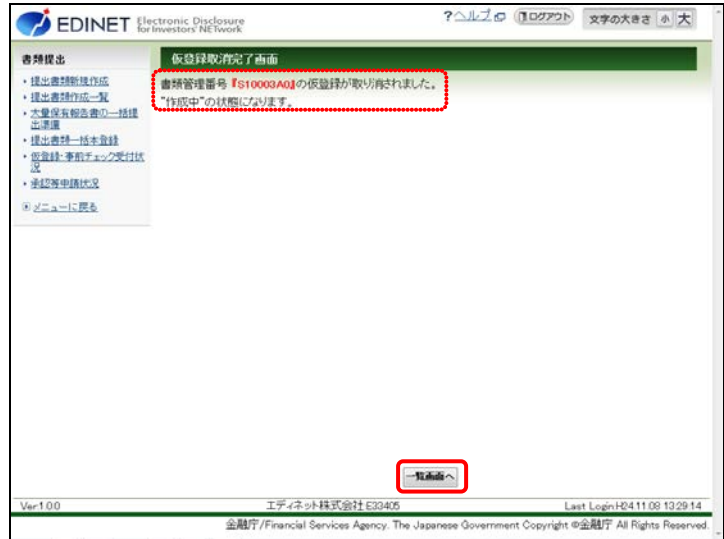 EDINET Electronic Disclosure for Investors' NETwork
?ヘルプ ログアウト 文字の大きさ 小 大
書類提出
・提出書類新規作成
・提出書類作成一覧
・大量保有報告書の一括提
出準備
・提出書類一括本登録
・仮登録・事前チェック受付状
況
・承認等申請状況
メニューに戻る
仮登録取消完了画面
書類管理番号『S10003A0』の仮登録が取り消されました。
"作成中"の状態になります。
一覧画面へ
Ver.1.0.0 エディネット株式会社 E33405 Last Login:H24.11.08 13:29:14
金融庁/Financial Services Agency. The Japanese Government Copyright ©金融庁 All Rights Reserved.